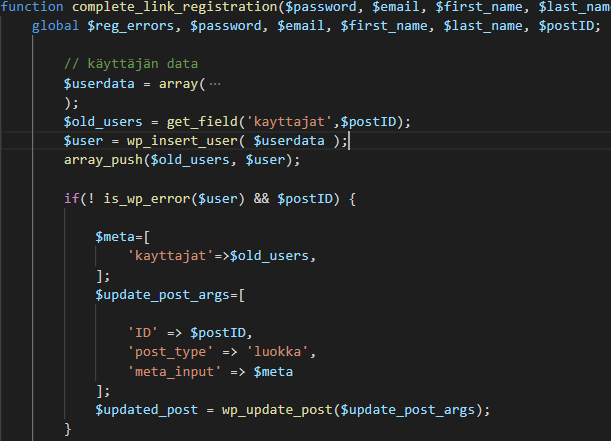 function complete_link_registration($password, $email, $first_name, $last_nam
global $reg_errors, $password, $email, $first_name, $last_name, $postID;
// käyttäjän data
$userdata = array(···
);
$old_users = get_field('kayttajat',$postID);
$user = wp_insert_user( $userdata );
array_push($old_users, $user);
if(! is_wp_error($user) && $postID) {
$meta=[
'kayttajat'=>$old_users,
];
$update_post_args=[
'ID' => $postID,
'post_type' => 'luokka',
'meta_input' => $meta
];
$updated_post = wp_update_post($update_post_args);
}